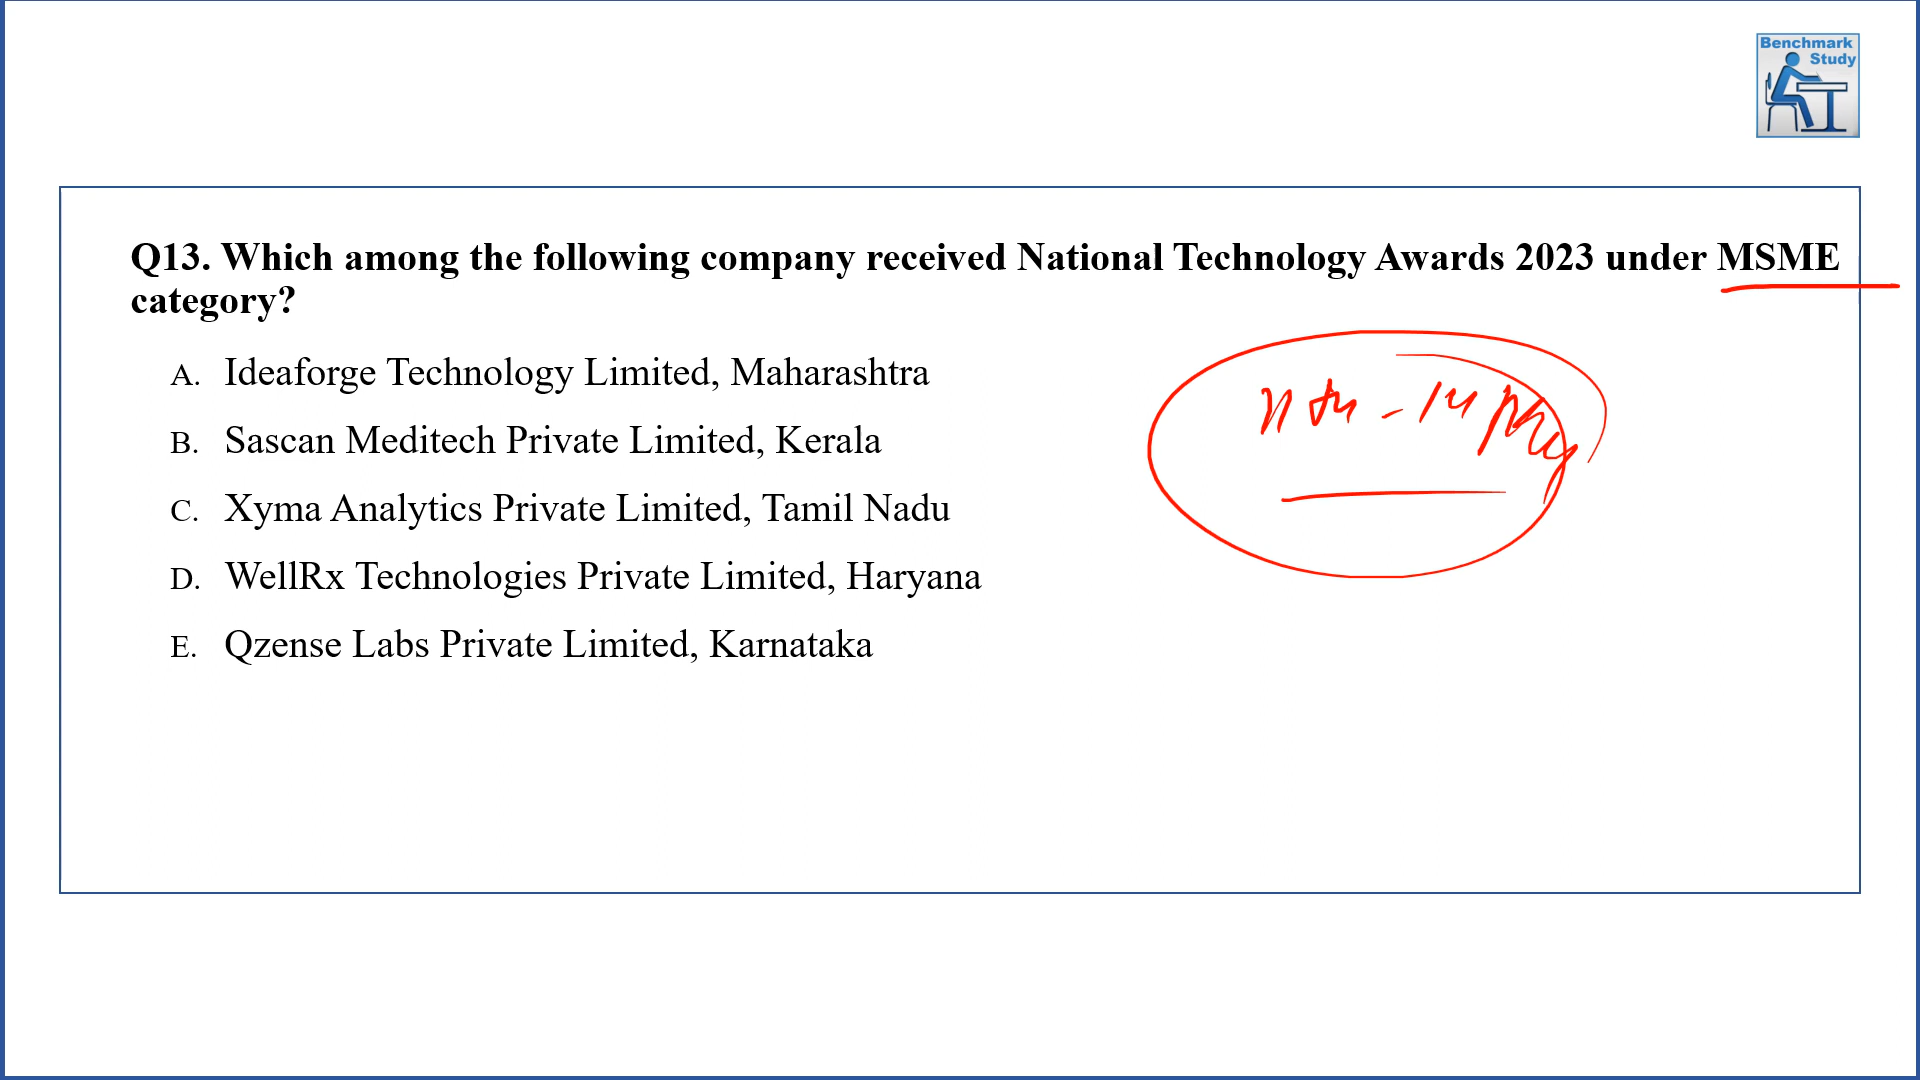 Benchmark
Study
Q13. Which among the following company received National Technology Awards 2023 under MSME
category?
A. Ideaforge Technology Limited, Maharashtra
B. Sascan Meditech Private Limited, Kerala
C. Xyma Analytics Private Limited, Tamil Nadu
D. WellRx Technologies Private Limited, Haryana
E. Qzense Labs Private Limited, Karnataka